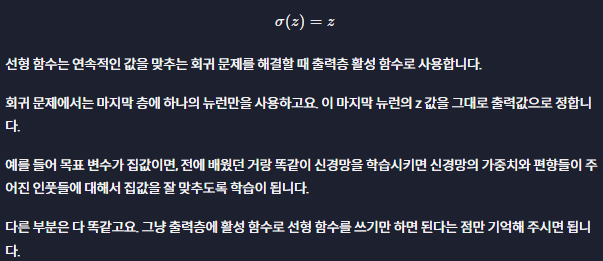 σ(z) = z
선형 함수는 연속적인 값을 맞추는 회귀 문제를 해결할 때 출력층 활성 함수로 사용합니다.
회귀 문제에서는 마지막 층에 하나의 뉴런만을 사용하고요. 이 마지막 뉴런의 z 값을 그대로 출력값으로 정합니
다.
예를 들어 목표 변수가 집값이면, 전에 배웠던 거랑 똑같이 신경망을 학습시키면 신경망의 가중치와 편향들이 주
어진 인풋들에 대해서 집값을 잘 맞추도록 학습이 됩니다.
다른 부분은 다 똑같고요. 그냥 출력층에 활성 함수로 선형 함수를 쓰기만 하면 된다는 점만 기억해 주시면 됩니
다.